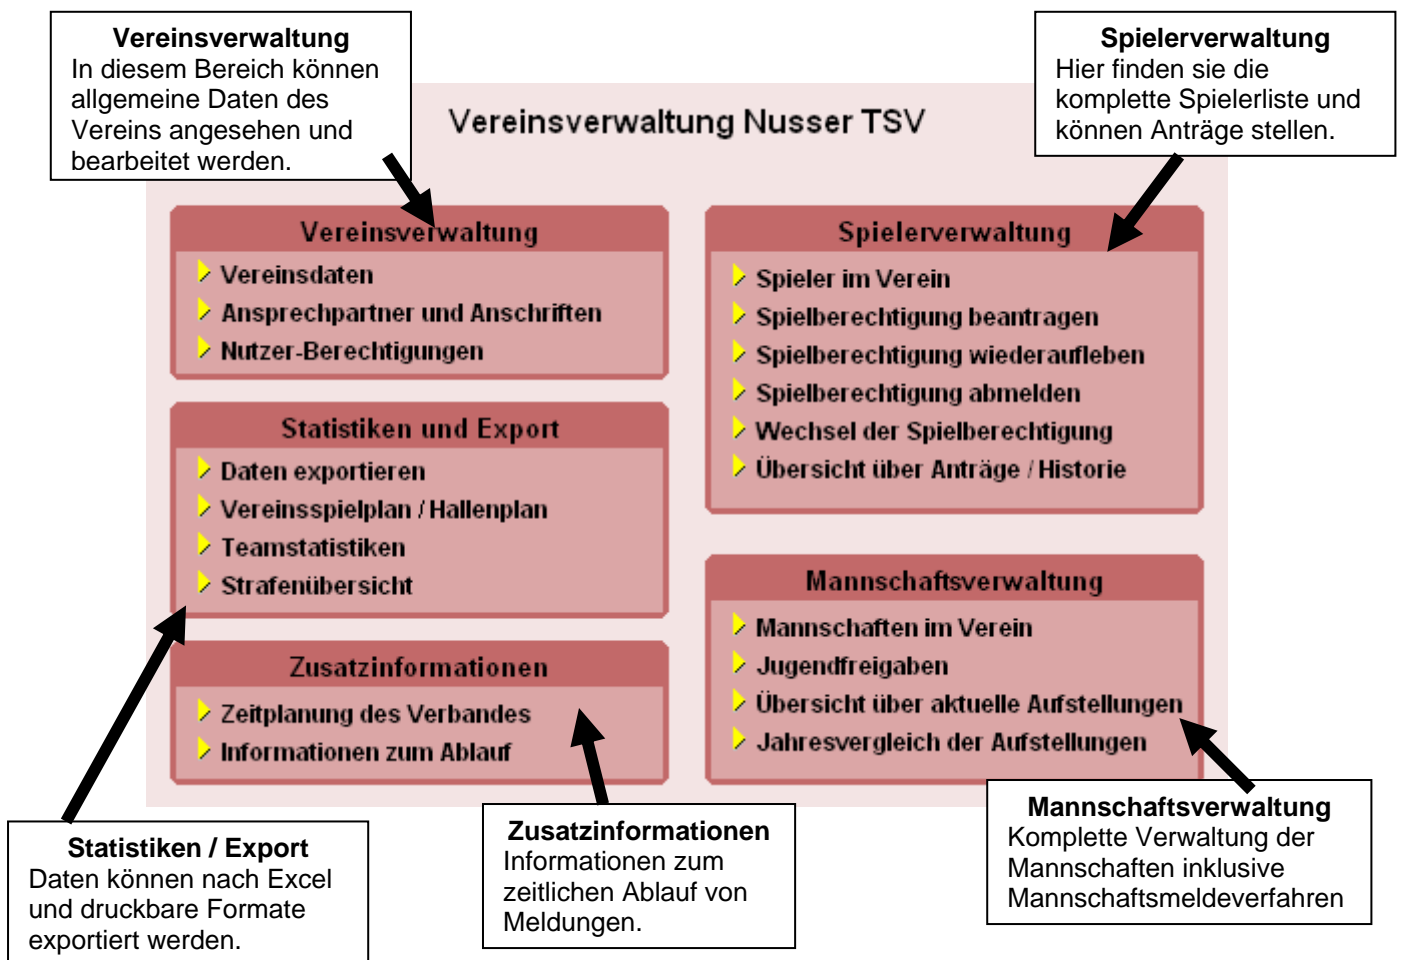 Vereinsverwaltung
In diesem Bereich können
allgemeine Daten des
Vereins angesehen und
bearbeitet werden.
Spielerverwaltung
Hier finden sie die
komplette Spielerliste und
können Anträge stellen.
Vereinsverwaltung Nusser TSV
Vereinsverwaltung
Vereinsdaten
Ansprechpartner und Anschriften
Nutzer-Berechtigungen
Statistiken und Export
Daten exportieren
Vereinsspielplan / Hallenplan
Teamstatistiken
Strafenübersicht
Zusatzinformationen
Zeitplanung des Verbandes
Informationen zum Ablauf
Spielerverwaltung
Spieler im Verein
Spielberechtigung beantragen
Spielberechtigung wiederaufleben
Spielberechtigung abmelden
Wechsel der Spielberechtigung
Übersicht über Anträge / Historie
Mannschaftsverwaltung
Mannschaften im Verein
Jugendfreigaben
Übersicht über aktuelle Aufstellungen
Jahresvergleich der Aufstellungen
Statistiken / Export
Daten können nach Excel
und druckbare Formate
exportiert werden.
Zusatzinformationen
Informationen zum
zeitlichen Ablauf von
Meldungen.
Mannschaftsverwaltung
Komplette Verwaltung der
Mannschaften inklusive
Mannschaftsmeldeverfahren